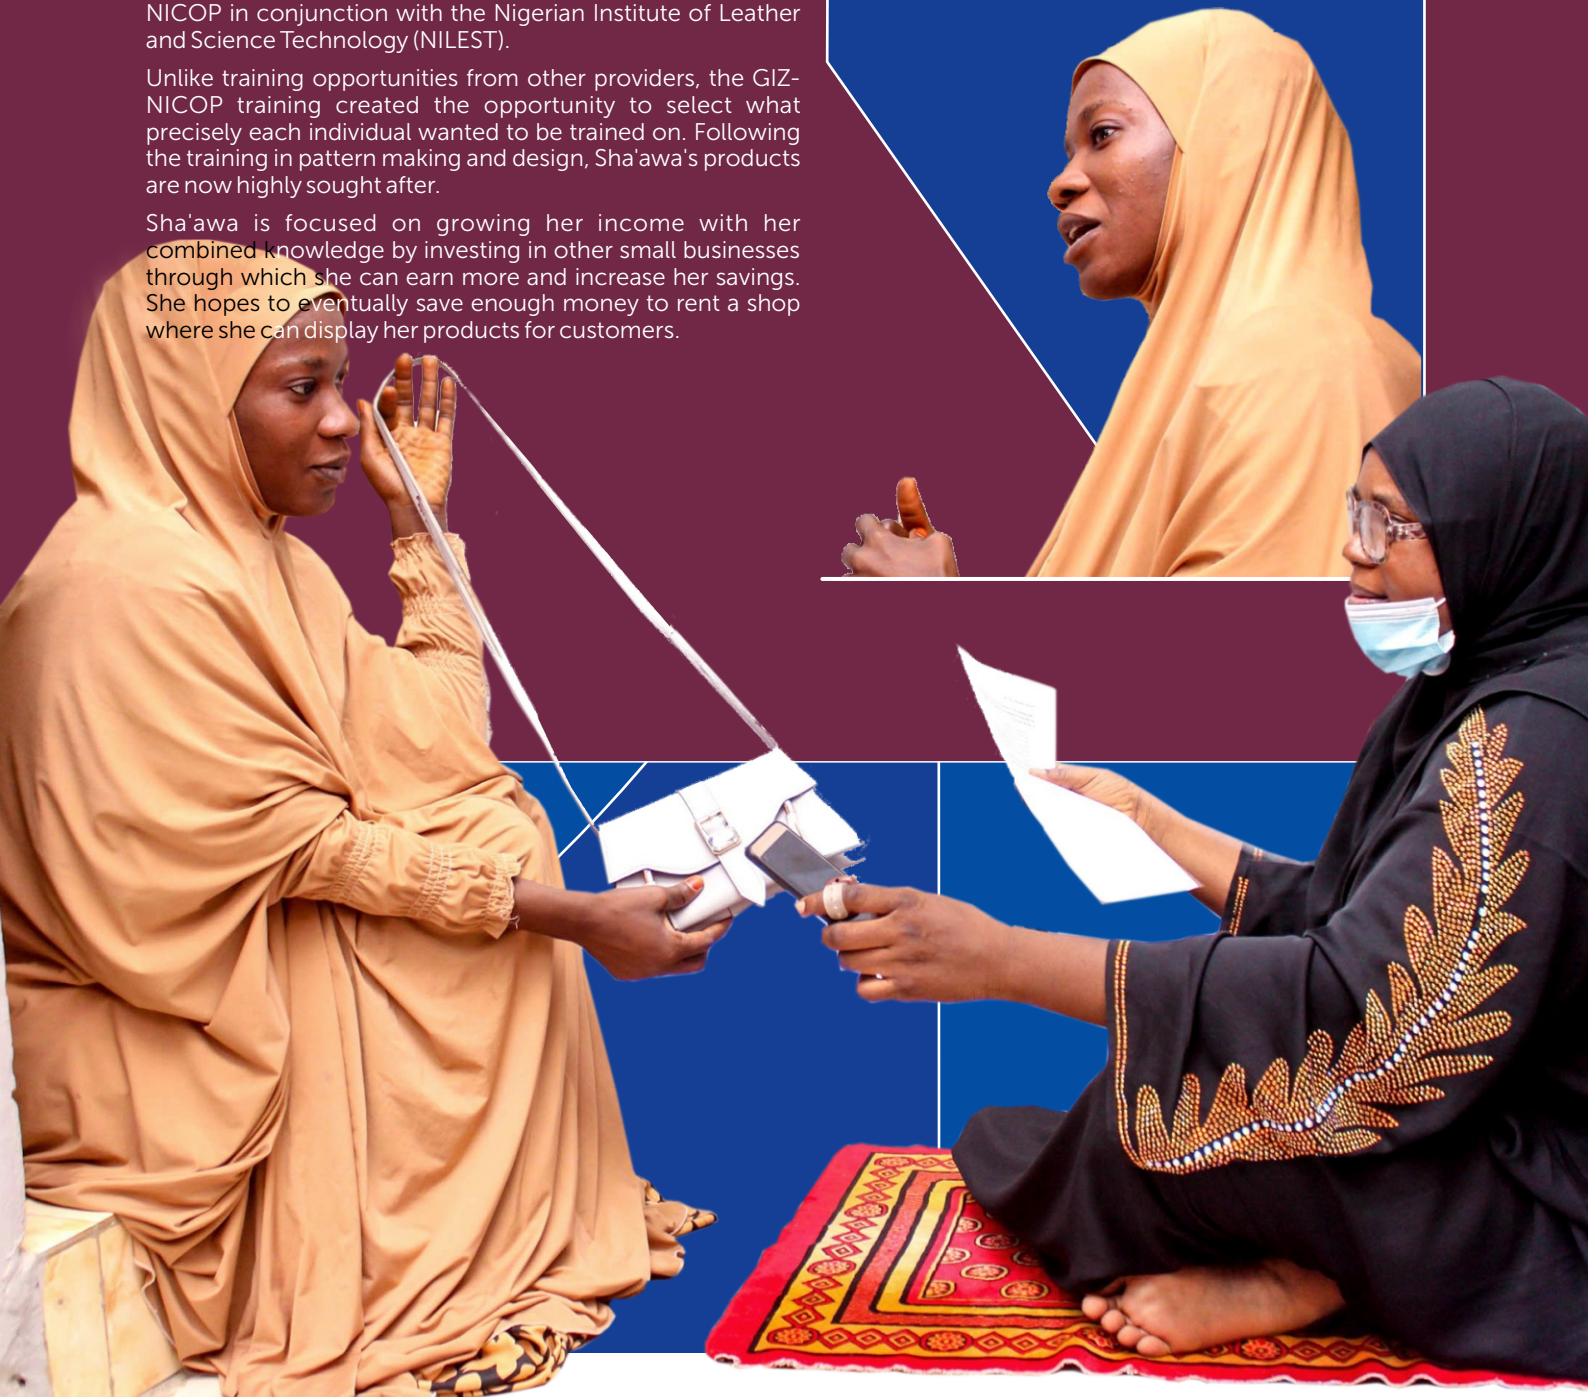 NICOP in conjunction with the Nigerian Institute of Leather
and Science Technology (NILEST).
Unlike training opportunities from other providers, the GIZ-
NICOP training created the opportunity to select what
precisely each individual wanted to be trained on. Following
the training in pattern making and design, Sha'awa's products
are now highly sought after.
Sha'awa is focused on growing her income with her
combined knowledge by investing in other small businesses
through which she can earn more and increase her savings.
She hopes to eventually save enough money to rent a shop
where she can display her products for customers.